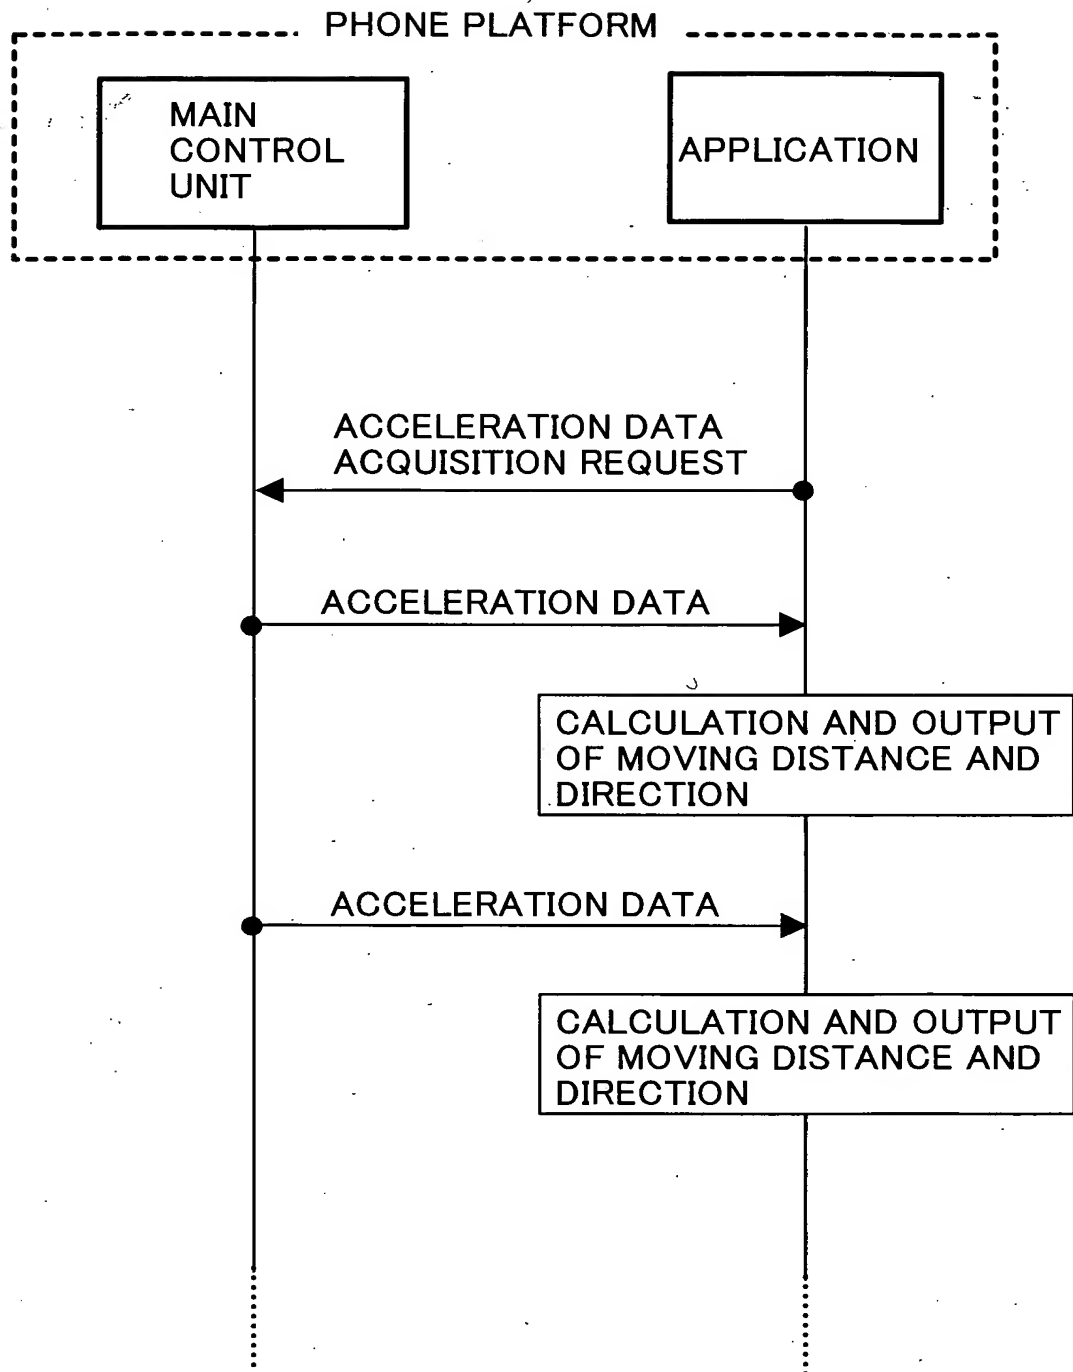 PHONE PLATFORM
MAIN
CONTROL
UNIT
APPLICATION
ACCELERATION DATA
ACQUISITION REQUEST
ACCELERATION DATA
CALCULATION AND OUTPUT
OF MOVING DISTANCE AND
DIRECTION
ACCELERATION DATA
CALCULATION AND OUTPUT
OF MOVING DISTANCE AND
DIRECTION